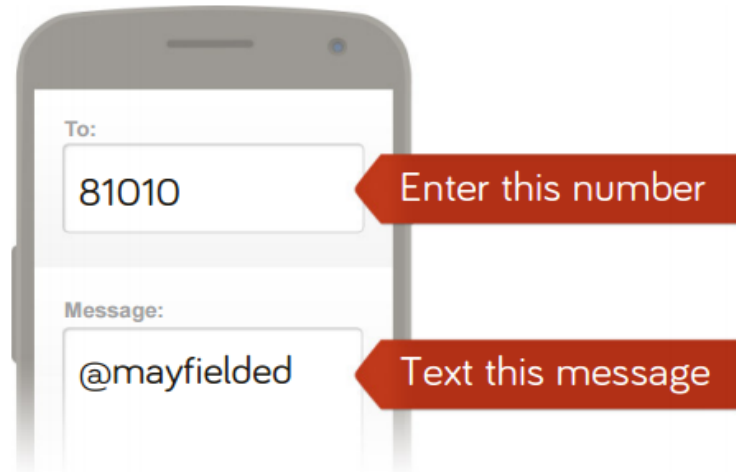 To:
81010
Enter this number
Message:
@mayfielded
Text this message